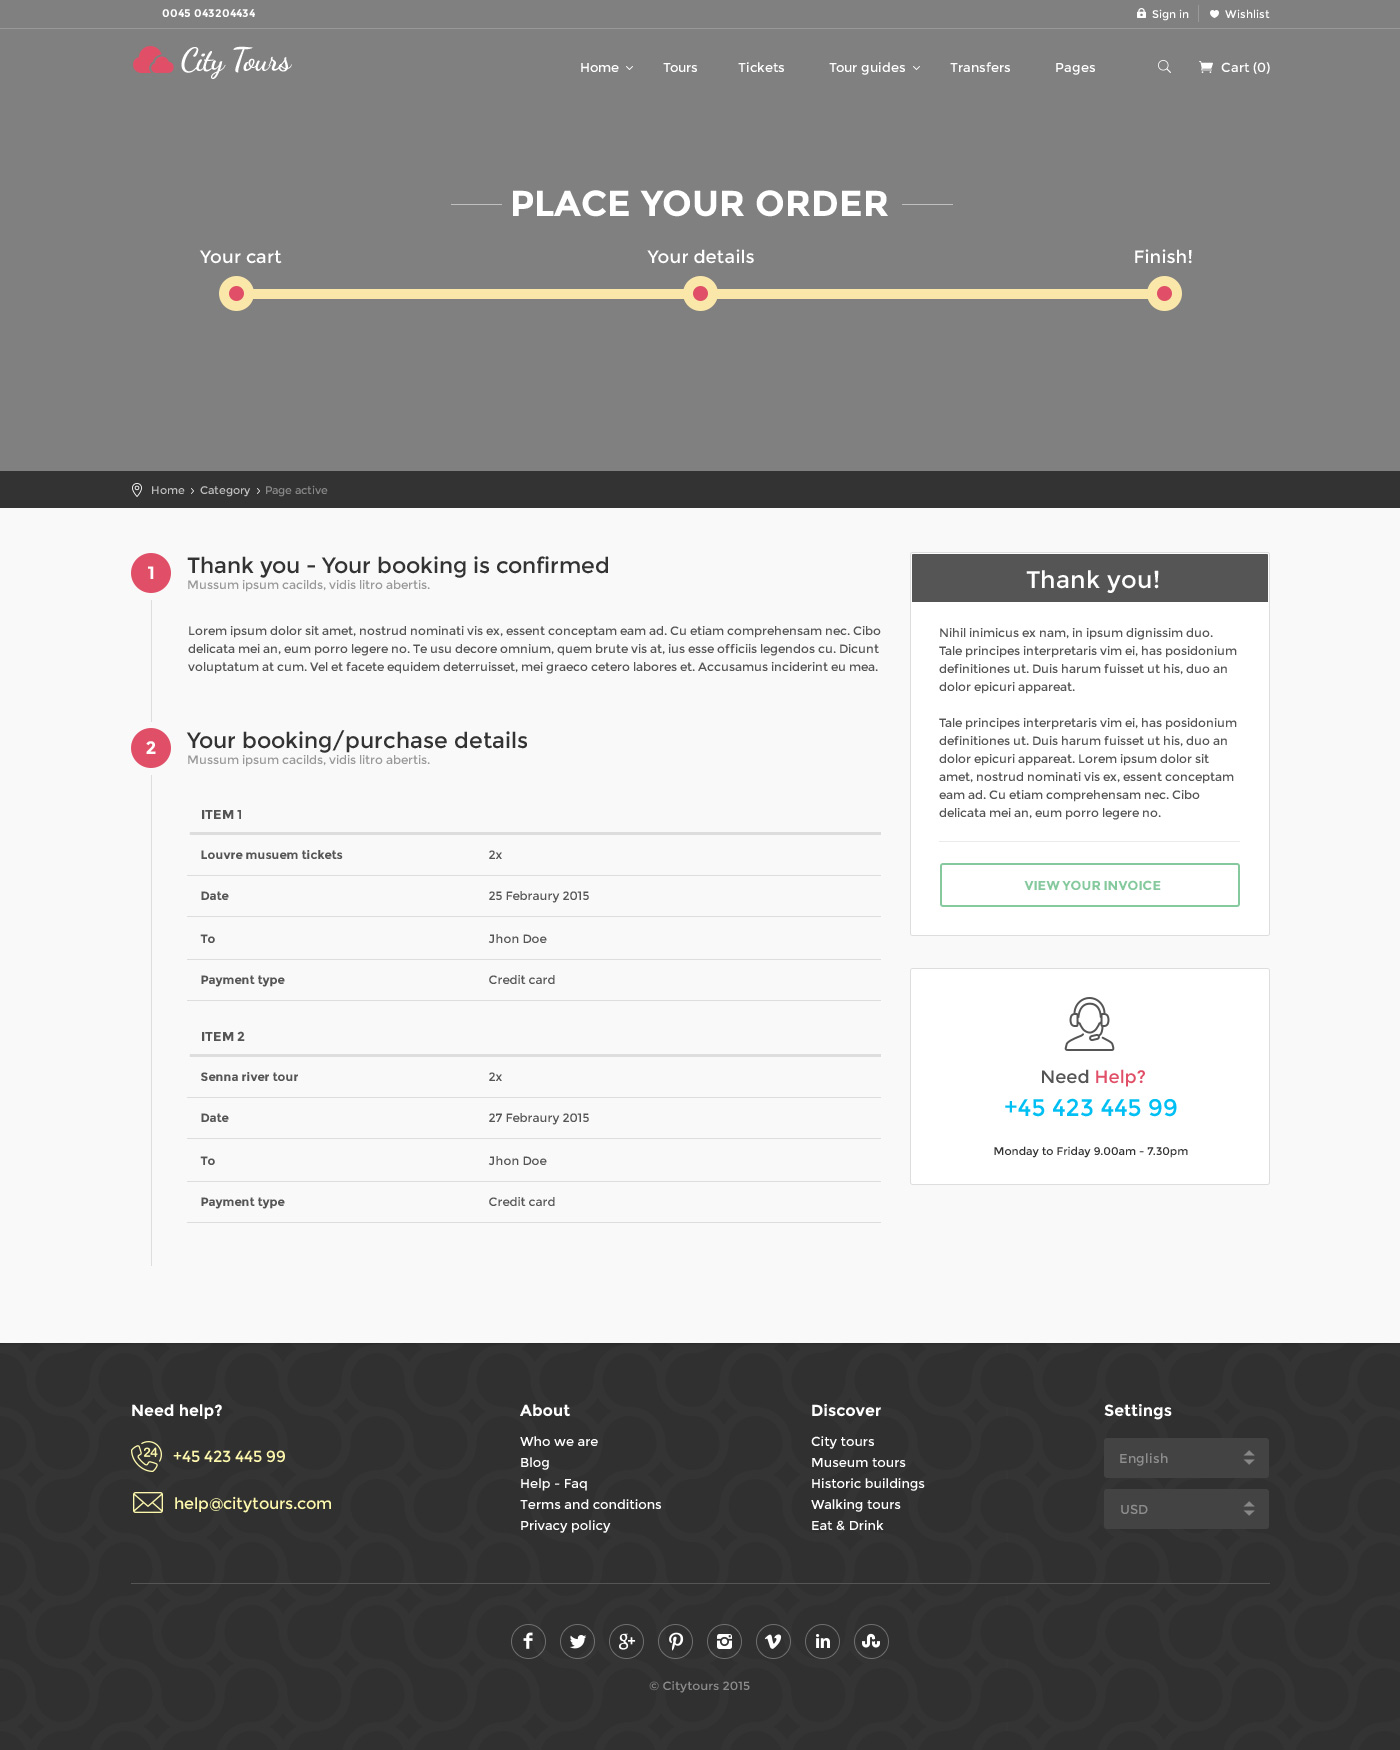 0045 043204434
Sign in
Wishlist
City Tours
Home
Tours
Tickets
Tour guides
Transfers
Pages
Cart (0)
PLACE YOUR ORDER
Your cart
Your details
Finish!
Home › Category › Page active
1
Thank you - Your booking is confirmed
Mussum ipsum cacilds, vidis litro abertis.
Lorem ipsum dolor sit amet, nostrud nominati vis ex, essent conceptam eam ad. Cu etiam comprehensam nec. Cibo
delicata mei an, eum porro legere no. Te usu decore omnium, quem brute vis at, ius esse officiis legendos cu. Dicunt
voluptatum at cum. Vel et facete equidem deterruisset, mei graeco cetero labores et. Accusamus inciderint eu mea.
2
Your booking/purchase details
Mussum ipsum cacilds, vidis litro abertis.
ITEM 1
Louvre musuem tickets 2x
Date 25 Febraury 2015
To Jhon Doe
Payment type Credit card
ITEM 2
Senna river tour 2x
Date 27 Febraury 2015
To Jhon Doe
Payment type Credit card
Thank you!
Nihil inimicus ex nam, in ipsum dignissim duo.
Tale principes interpretaris vim ei, has posidonium
definitiones ut. Duis harum fuisset ut his, duo an
dolor epicuri appareat.
Tale principes interpretaris vim ei, has posidonium
definitiones ut. Duis harum fuisset ut his, duo an
dolor epicuri appareat. Lorem ipsum dolor sit
amet, nostrud nominati vis ex, essent conceptam
eam ad. Cu etiam comprehensam nec. Cibo
delicata mei an, eum porro legere no.
VIEW YOUR INVOICE
Need Help?
+45 423 445 99
Monday to Friday 9.00am - 7.30pm
Need help?
24
+45 423 445 99
help@citytours.com
About
Who we are
Blog
Help - Faq
Terms and conditions
Privacy policy
Discover
City tours
Museum tours
Historic buildings
Walking tours
Eat & Drink
Settings
English
USD
© Citytours 2015